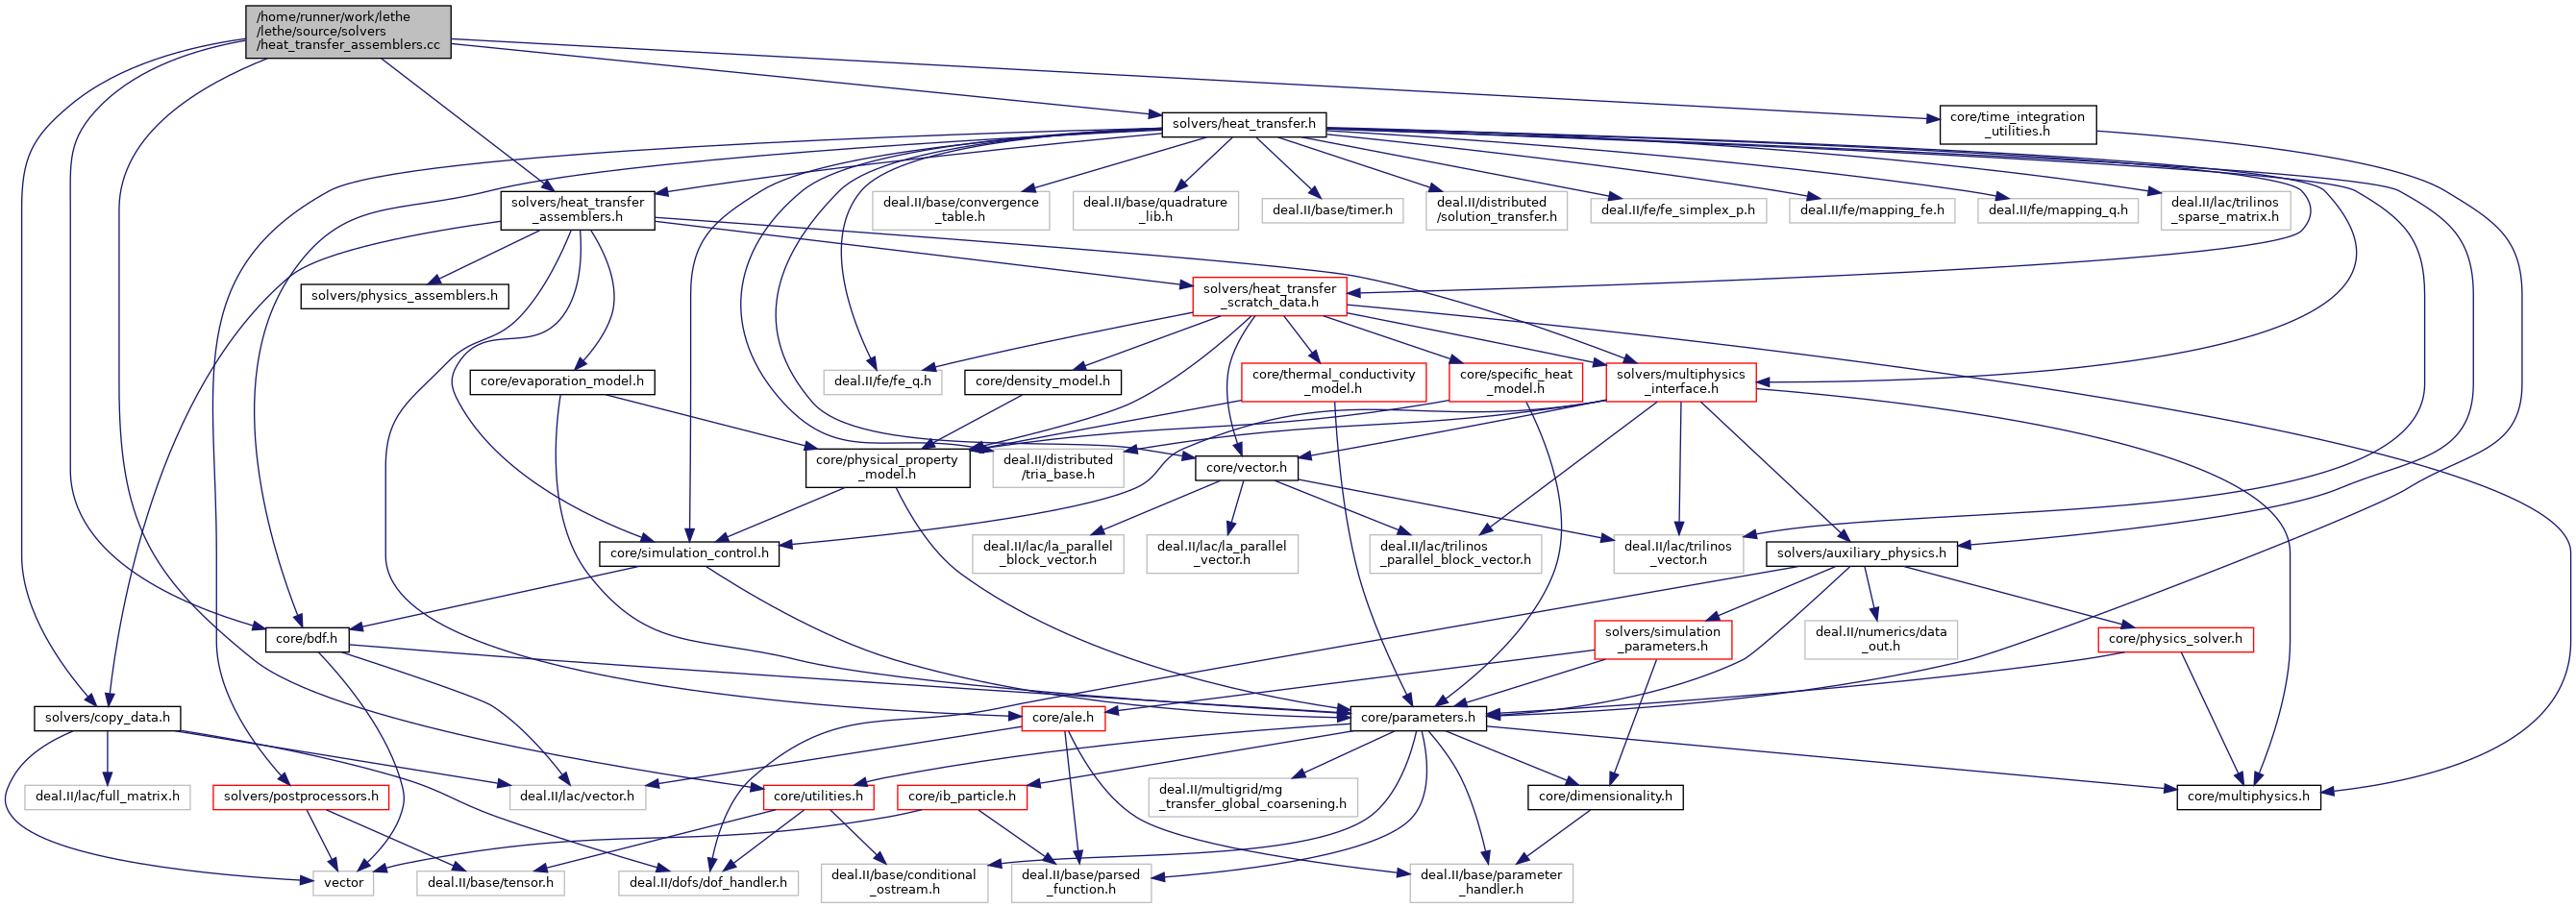 /home/runner/work/lethe
/lethe/source/solvers
/heat_transfer_assemblers.cc
solvers/heat_transfer.h
core/time_integration
_utilities.h
solvers/heat_transfer
_assemblers.h
deal.II/base/convergence
_table.h
deal.II/base/quadrature
_lib.h
deal.II/base/timer.h
deal.II/distributed
/solution_transfer.h
deal.II/fe/fe_simplex_p.h
deal.II/fe/mapping_fe.h
deal.II/fe/mapping_q.h
deal.II/lac/trilinos
_sparse_matrix.h
solvers/physics_assemblers.h
solvers/heat_transfer
_scratch_data.h
core/evaporation_model.h
deal.II/fe/fe_q.h
core/density_model.h
core/thermal_conductivity
_model.h
core/specific_heat
_model.h
solvers/multiphysics
_interface.h
core/physical_property
_model.h
deal.II/distributed
/tria_base.h
core/vector.h
core/simulation_control.h
deal.II/lac/la_parallel
_block_vector.h
deal.II/lac/la_parallel
_vector.h
deal.II/lac/trilinos
_parallel_block_vector.h
deal.II/lac/trilinos
_vector.h
solvers/auxiliary_physics.h
core/bdf.h
solvers/simulation
_parameters.h
deal.II/numerics/data
_out.h
core/physics_solver.h
solvers/copy_data.h
core/ale.h
core/parameters.h
deal.II/lac/full_matrix.h
solvers/postprocessors.h
deal.II/lac/vector.h
core/utilities.h
core/ib_particle.h
deal.II/multigrid/mg
_transfer_global_coarsening.h
core/dimensionality.h
core/multiphysics.h
vector
deal.II/base/tensor.h
deal.II/dofs/dof_handler.h
deal.II/base/conditional
_ostream.h
deal.II/base/parsed
_function.h
deal.II/base/parameter
_handler.h